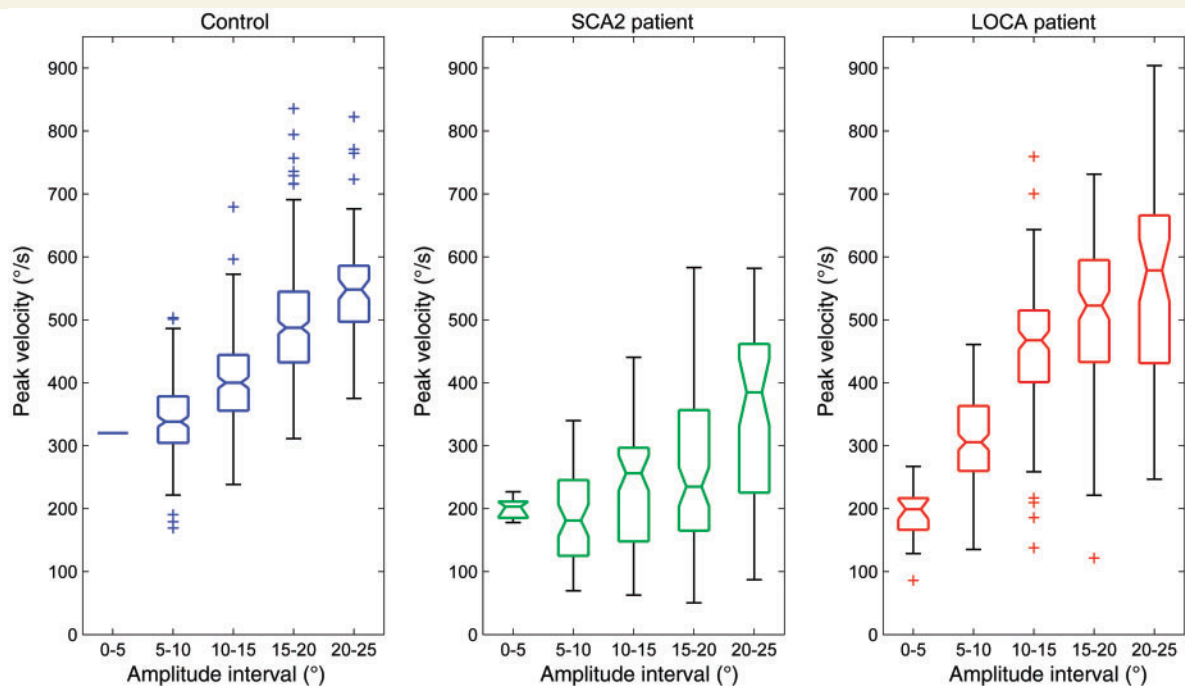 Control
SCA2 patient
LOCA patient
Peak velocity (°/s)
900
800
700
600
500
400
300
200
100
0
0-5 5-10 10-15 15-20 20-25
Amplitude interval (°)
Peak velocity (°/s)
900
800
700
600
500
400
300
200
100
0
0-5 5-10 10-15 15-20 20-25
Amplitude interval (°)
Peak velocity (°/s)
900
800
700
600
500
400
300
200
100
0
0-5 5-10 10-15 15-20 20-25
Amplitude interval (°)